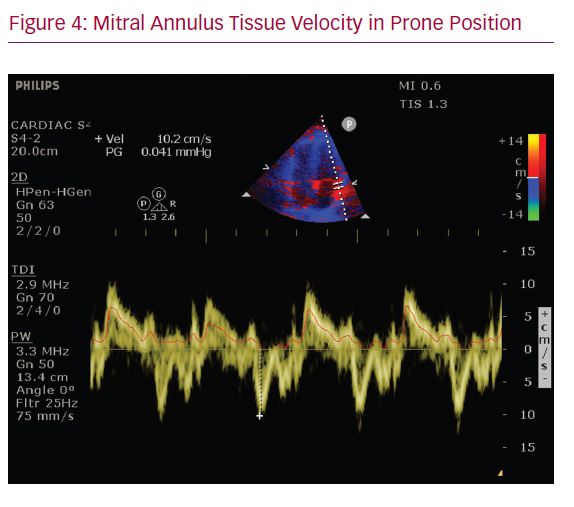 Figure 4: Mitral Annulus Tissue Velocity in Prone Position
PHILIPS
MI 0.6
TIS 1.3
CARDIAC S4
S4-2
20.0cm
+ Vel 10.2 cm/s
PG 0.041 mmHg
P
+14
c
m
/
s
-14
2D
HPen-HGen
Gn 63
50
2/2/0
G
P R
1.3 2.6
TDI
2.9 MHz
Gn 70
2/4/0
PW
3.3 MHz
Gn 50
13.4 cm
Angle 0°
Fltr 25Hz
75 mm/s
15
10
5
0
5
10
15
+
c
m
/
s
-